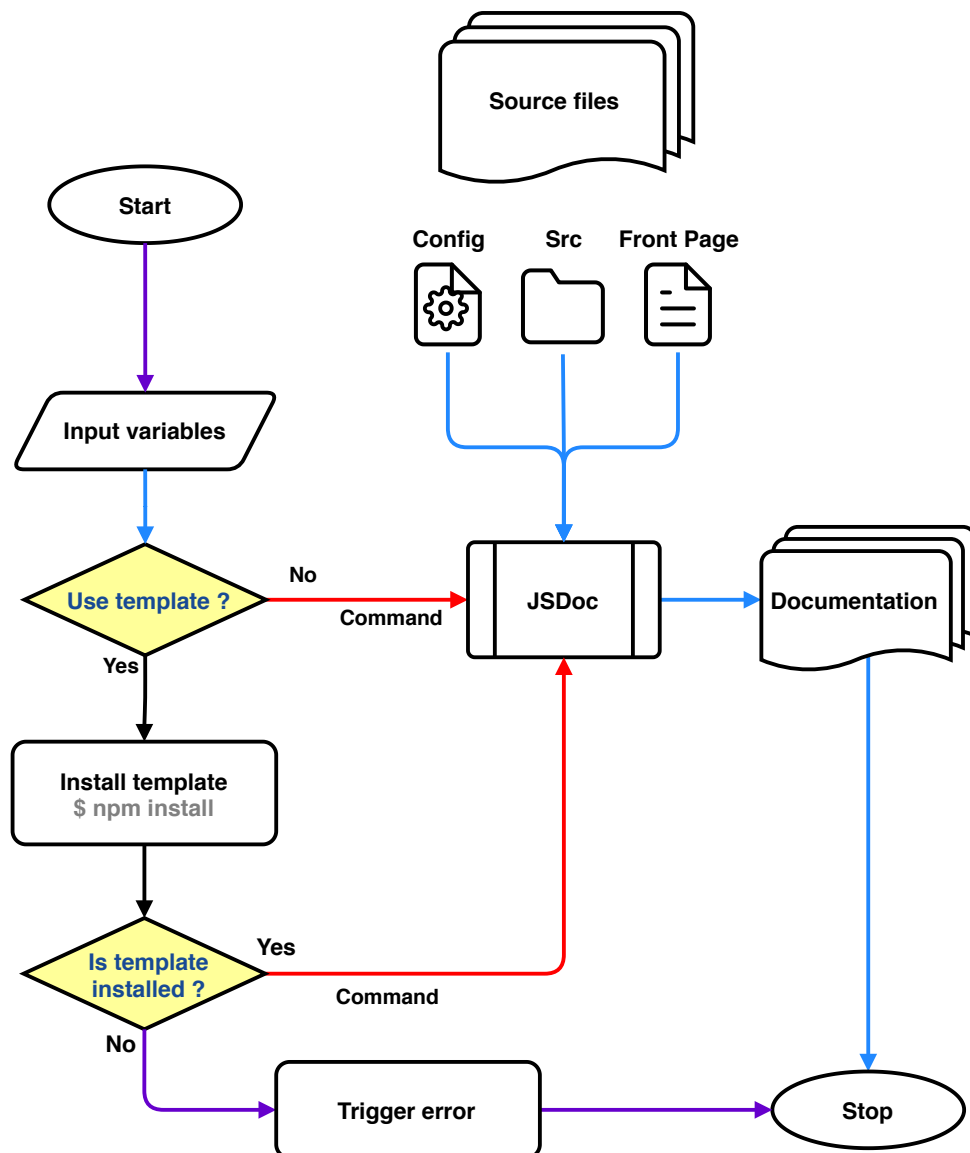 Source files
Start
Config
Src
Front Page
Input variables
No
Use template ?
Command
JSDoc
Documentation
Yes
Install template
$ npm install
Yes
Is template
installed ?
Command
No
Trigger error
Stop